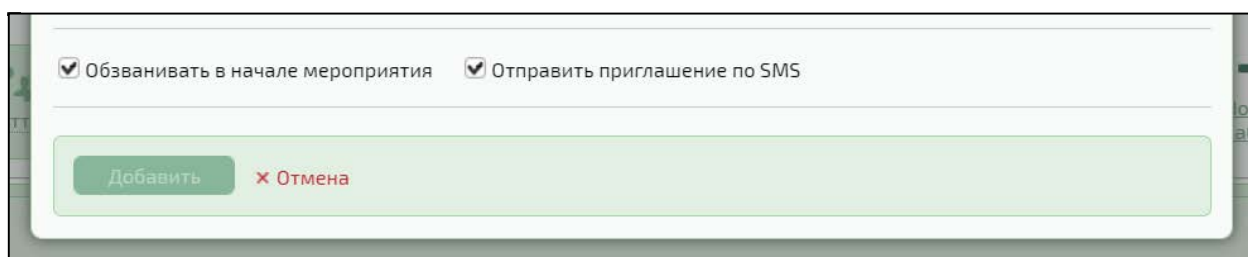 Обзванивать в начале мероприятия Отправить приглашение по SMS
Добавить × Отмена